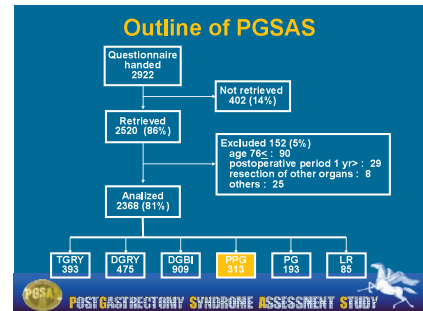 Outline of PGSAS
Questionnaire
handed
2922
Not retrieved
402 (14%)
Retrieved
2520 (86%)
Excluded 152 (5%)
age 76≤ : 90
postoperative period 1 yr> : 29
resection of other organs : 8
others : 25
Analized
2368 (81%)
TGRY
393
DGRY
475
DGBI
909
PPG
313
PG
193
LR
85
PGSAS
POSTGASTRECTOMY SYNDROME ASSESSMENT STUDY